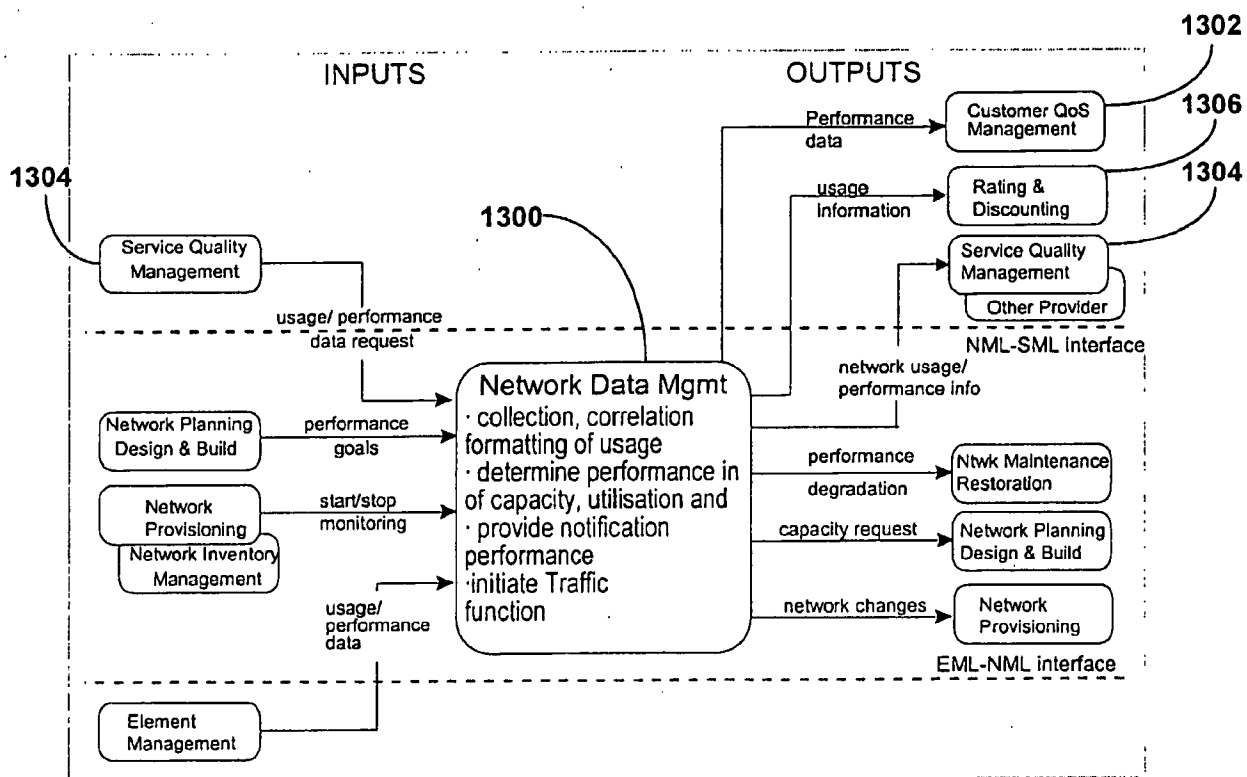 1302
INPUTS
OUTPUTS
Performance
data
Customer QoS
Management
1306
1304
usage
Information
Rating &
Discounting
1304
1300
Service Quality
Management
Service Quality
Management
Other Provider
usage/ performance
data request
NML-SML interface
network usage/
performance info
Network Data Mgmt
· collection, correlation
formatting of usage
· determine performance in
of capacity, utilisation and
· provide notification
performance
·initiate Traffic
function
Network Planning
Design & Build
performance
goals
Network
Provisioning
Network Inventory
Management
start/stop
monitoring
performance
degradation
Ntwk Maintenance
Restoration
capacity request
Network Planning
Design & Build
network changes
Network
Provisioning
usage/
performance
data
EML-NML interface
Element
Management